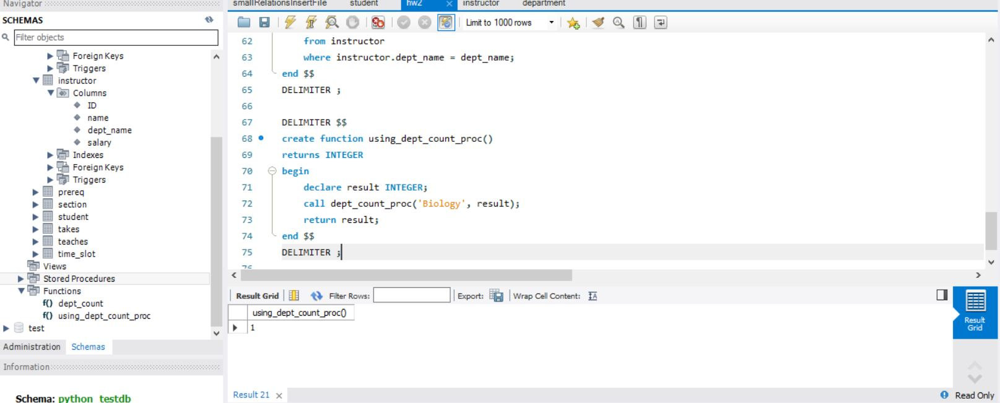 Navigator
SCHEMAS
Filter objects
Foreign Keys
Triggers
instructor
Columns
ID
name
dept_name
salary
Indexes
Foreign Keys
Triggers
prereq
section
student
takes
teaches
time_slot
Views
Stored Procedures
Functions
f() dept_count
f() using_dept_count_proc
test
Administration Schemas
Information
Schema: python_testdb
smallRelationsInsertFile student hw2 instructor department
Limit to 1000 rows
62 from instructor
63 where instructor.dept_name = dept_name;
64 end $$
65 DELIMITER ;
66
67 DELIMITER $$
68 create function using_dept_count_proc()
69 returns INTEGER
70 begin
71 declare result INTEGER;
72 call dept_count_proc('Biology', result);
73 return result;
74 end $$
75 DELIMITER ;
76
Result Grid Filter Rows: Export: Wrap Cell Content: IA
using_dept_count_proc()
1
Result
Grid
Result 21
Read Only